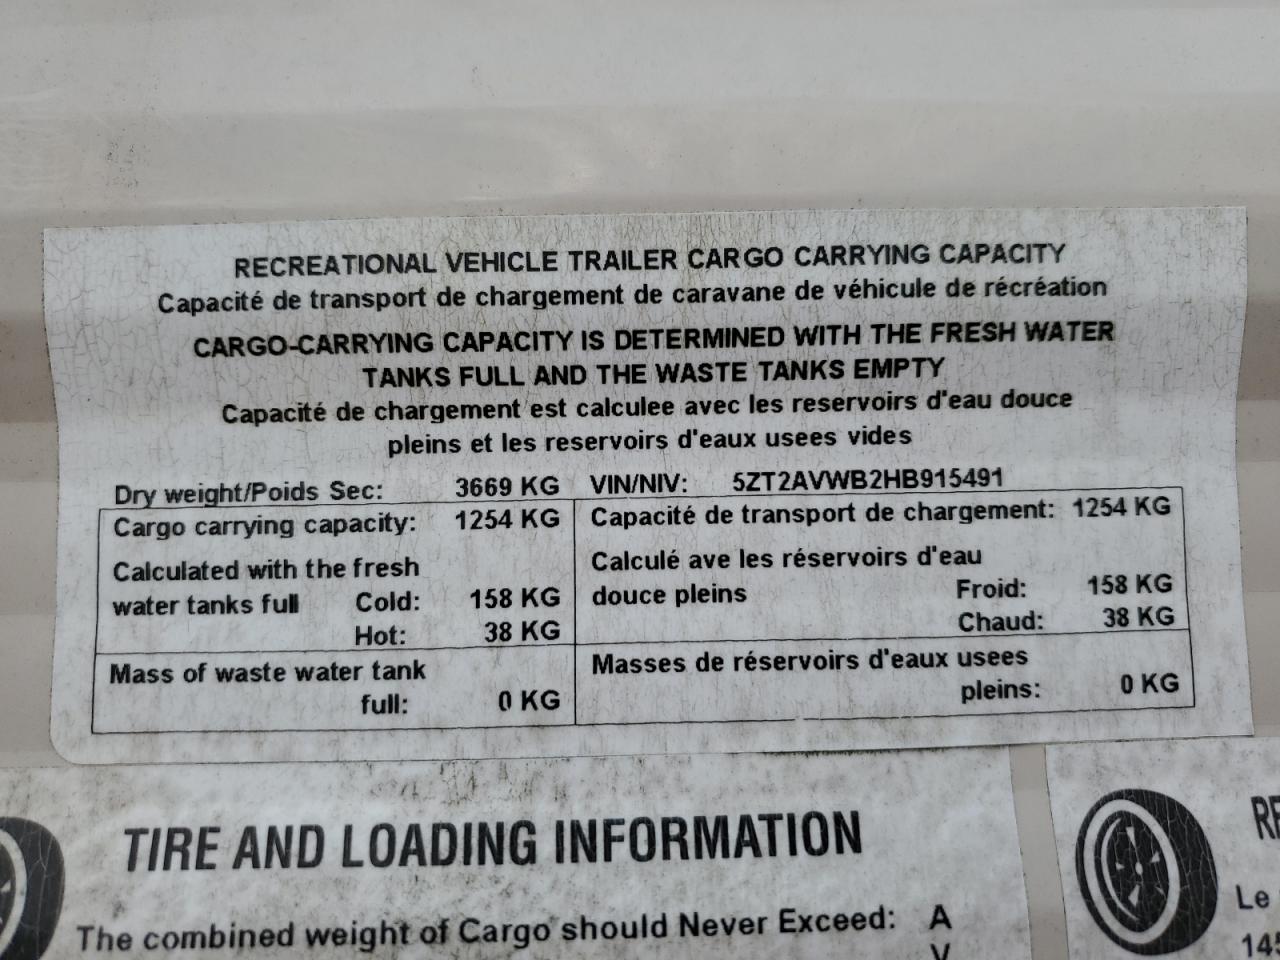 RECREATIONAL VEHICLE TRAILER CARGO CARRYING CAPACITY
Capacité de transport de chargement de caravane de véhicule de récréation
CARGO-CARRYING CAPACITY IS DETERMINED WITH THE FRESH WATER
TANKS FULL AND THE WASTE TANKS EMPTY
Capacité de chargement est calculee avec les reservoirs d'eau douce
pleins et les reservoirs d'eaux usees vides
Dry weight/Poids Sec: 3669 KG VIN/NIV: 5ZT2AVWB2HB915491
Cargo carrying capacity: 1254 KG
Calculated with the fresh
water tanks full Cold: 158 KG
Hot: 38 KG
Mass of waste water tank
full: 0 KG
Capacité de transport de chargement: 1254 KG
Calculé ave les réservoirs d'eau
douce pleins Froid: 158 KG
Chaud: 38 KG
Masses de réservoirs d'eaux usees
pleins: 0 KG
TIRE AND LOADING INFORMATION
The combined weight of Cargo should Never Exceed: A
Le